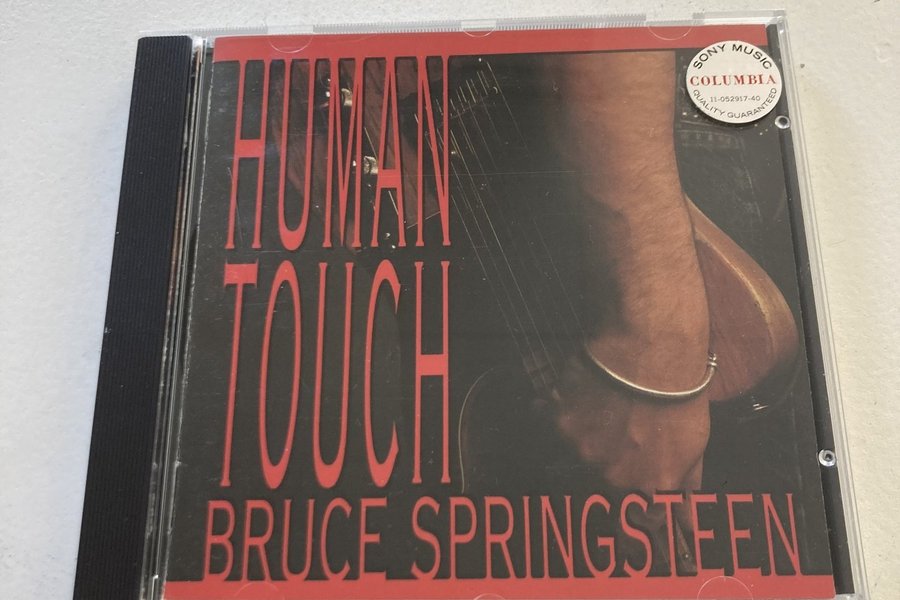 HUMAN
TOUCH
BRUCE SPRINGSTEEN
SONY MUSIC
COLUMBIA
11-052917-40
QUALITY GUARANTEED